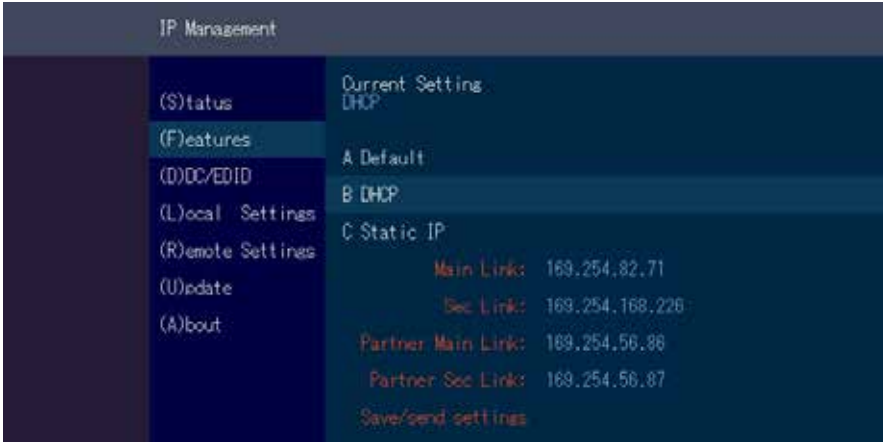 IP Management
(S)tatus
(F)eatures
(D)DC/EDID
(L)ocal Settings
(R)emote Settings
(U)pdate
(A)bout
Current Setting
DHCP
A Default
B DHCP
C Static IP
Main Link: 169.254.82.71
Sec Link: 169.254.168.226
Partner Main Link: 169.254.56.86
Partner Sec Link: 169.254.56.87
Save/send settings